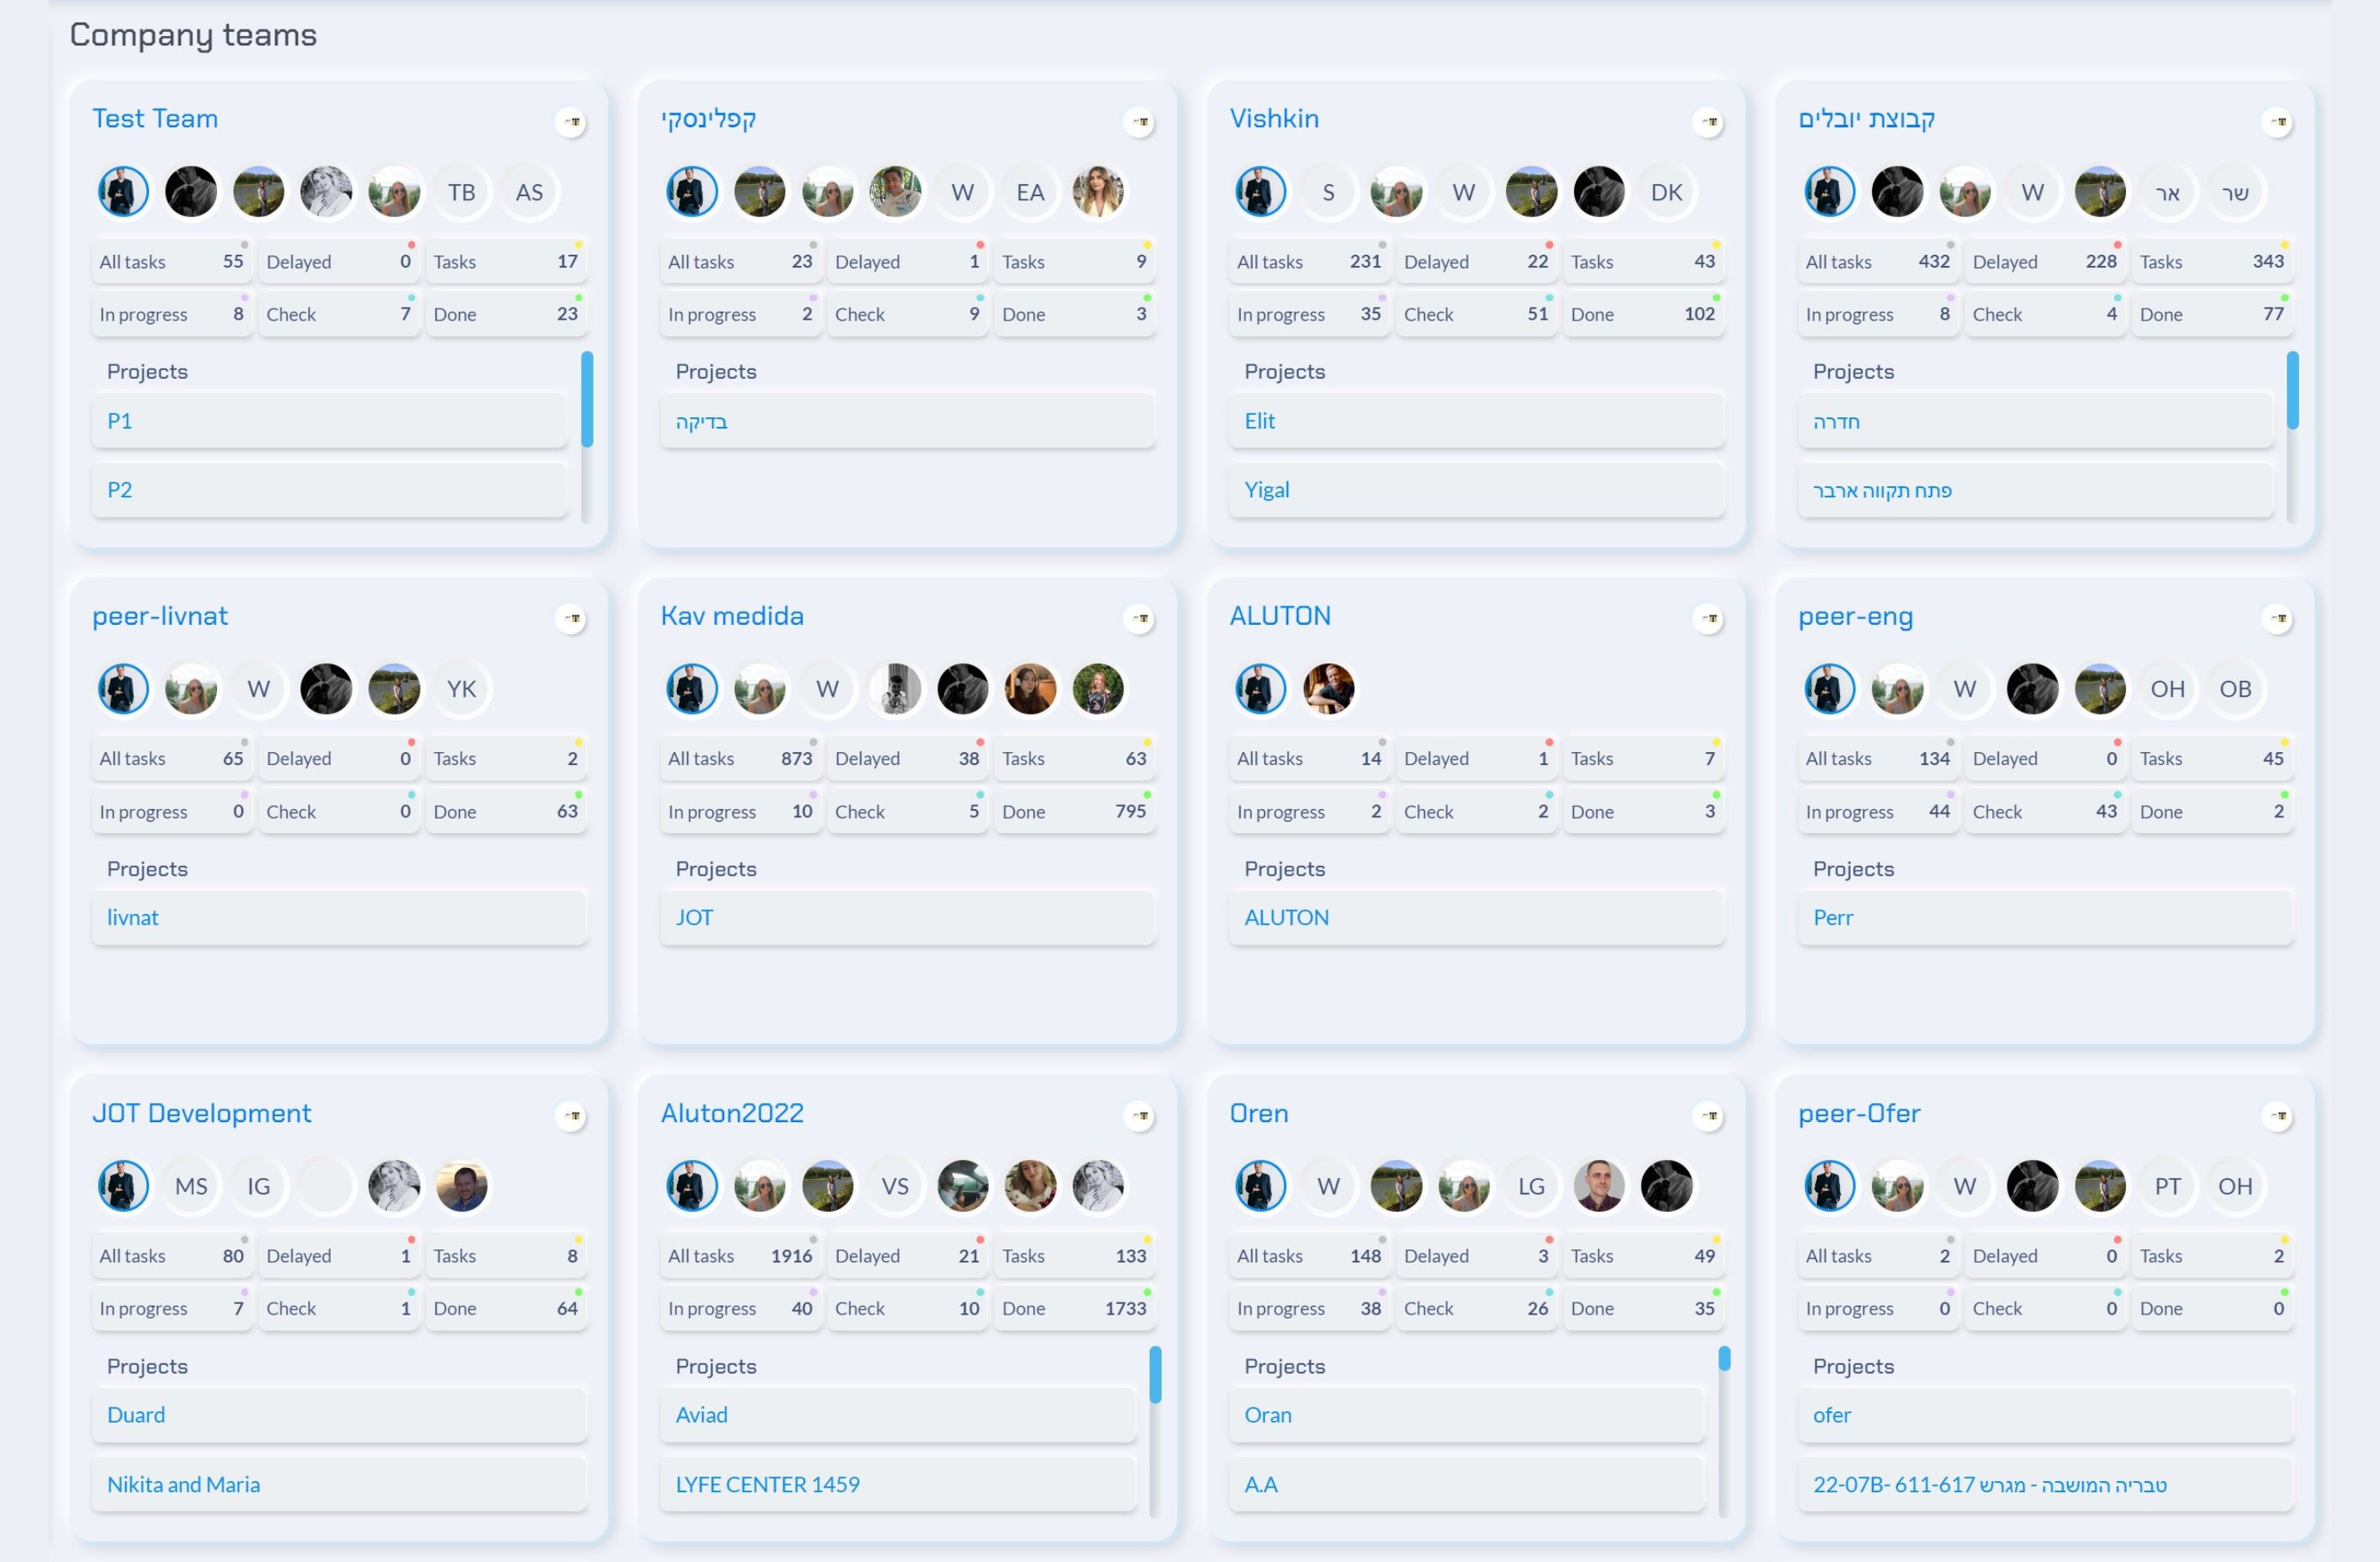 Company teams
Test Team
TB AS
All tasks 55 Delayed 0 Tasks 17
In progress 8 Check 7 Done 23
Projects
P1
P2
קפלינסקי
W EA
All tasks 23 Delayed 1 Tasks 9
In progress 2 Check 9 Done 3
Projects
בדיקה
Vishkin
S W DK
All tasks 231 Delayed 22 Tasks 43
In progress 35 Check 51 Done 102
Projects
Elit
Yigal
קבוצת יובלים
W אר שר
All tasks 432 Delayed 228 Tasks 343
In progress 8 Check 4 Done 77
Projects
חדרה
פתח תקווה ארבר
peer-livnat
W YK
All tasks 65 Delayed 0 Tasks 2
In progress 0 Check 0 Done 63
Projects
livnat
Kav medida
W
All tasks 873 Delayed 38 Tasks 63
In progress 10 Check 5 Done 795
Projects
JOT
ALUTON
All tasks 14 Delayed 1 Tasks 7
In progress 2 Check 2 Done 3
Projects
ALUTON
peer-eng
W OH OB
All tasks 134 Delayed 0 Tasks 45
In progress 44 Check 43 Done 2
Projects
Perr
JOT Development
MS IG
All tasks 80 Delayed 1 Tasks 8
In progress 7 Check 1 Done 64
Projects
Duard
Nikita and Maria
Aluton2022
VS
All tasks 1916 Delayed 21 Tasks 133
In progress 40 Check 10 Done 1733
Projects
Aviad
LYFE CENTER 1459
Oren
W LG
All tasks 148 Delayed 3 Tasks 49
In progress 38 Check 26 Done 35
Projects
Oran
A.A
peer-Ofer
W PT OH
All tasks 2 Delayed 0 Tasks 2
In progress 0 Check 0 Done 0
Projects
ofer
22-07B- 611-617 טבריה המושבה - מגרש